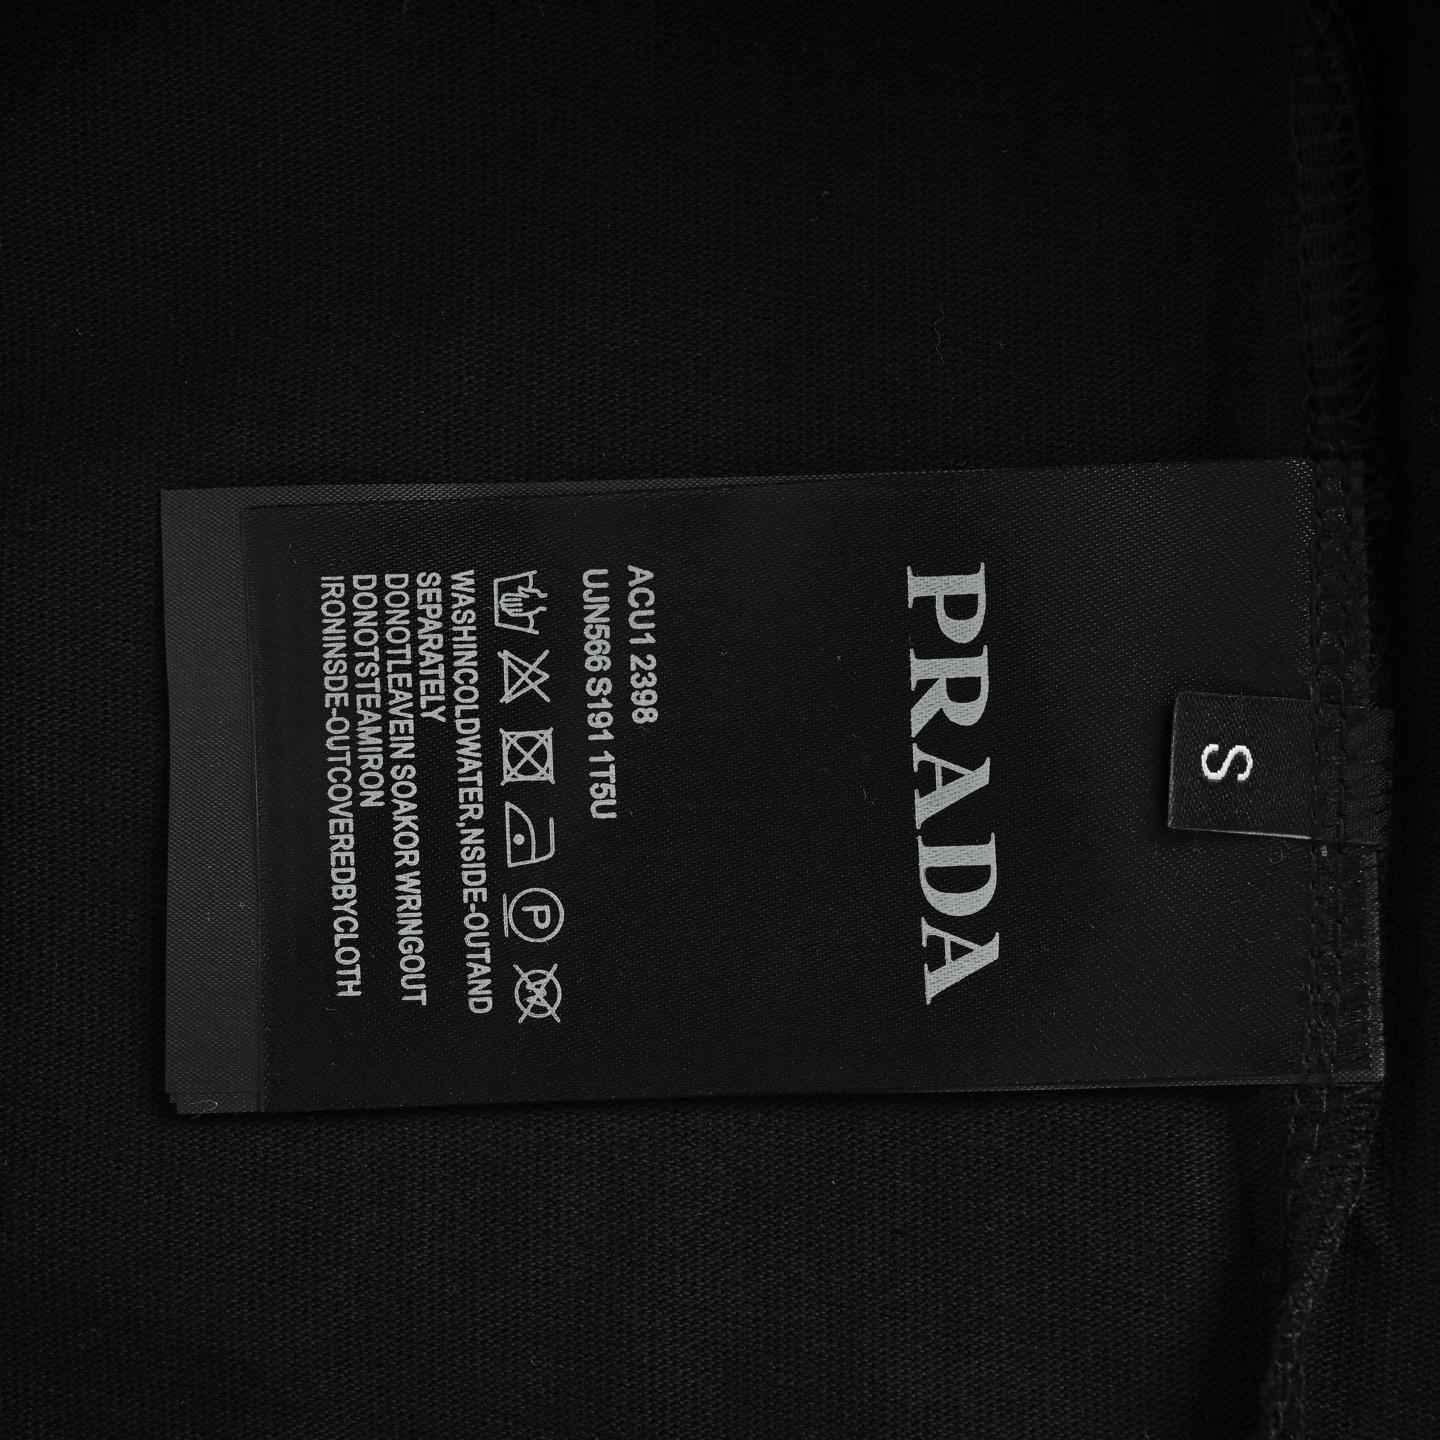 S
PRADA
ACU1 2398
UJN566 S191 1T5U
P
WASHINCOLDWATER,NSIDE-OUTAND
SEPARATELY
DONOTLEAVEIN SOAKOR WRINGOUT
DONOTSTEAMIRON
IRONINSDE-OUTCOVEREDBYCLOTH